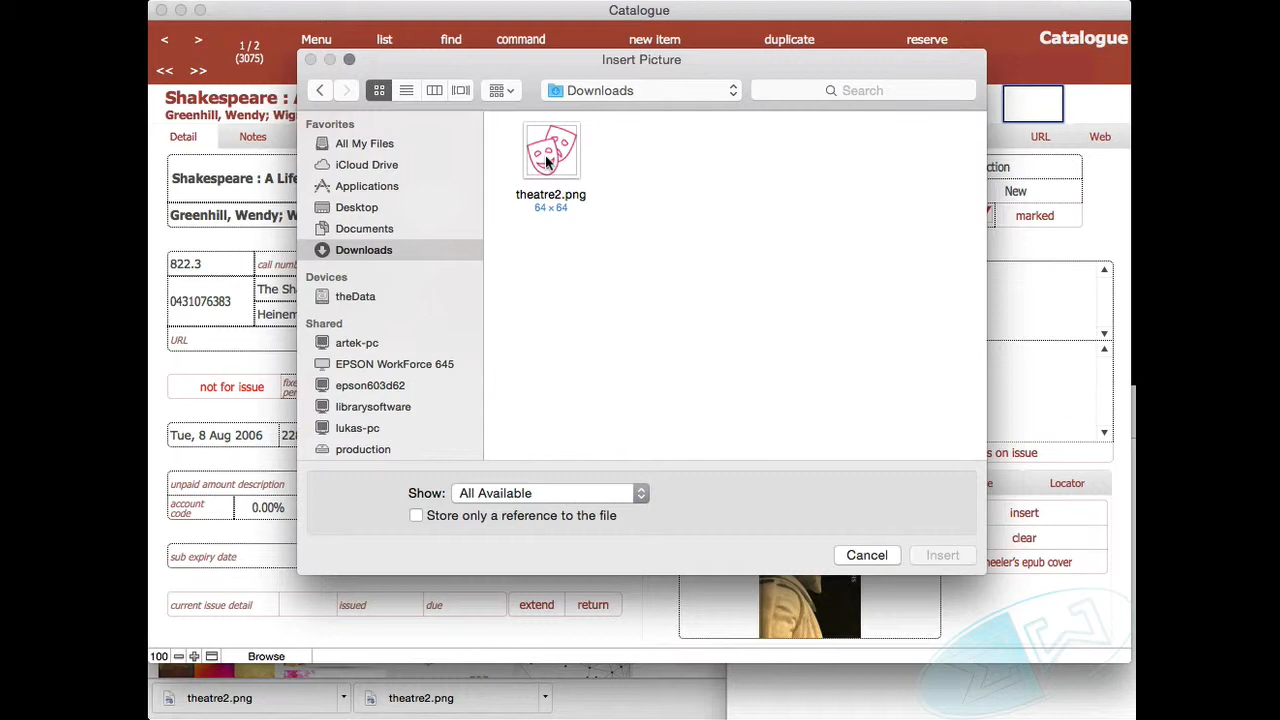 Catalogue
< >
1 / 2
(3075)
Menu list find command new item duplicate reserve
Catalogue
<< >>
Insert Picture
Downloads
Search
Shakespeare :
Greenhill, Wendy; Wig
Detail Notes
URL Web
Favorites
All My Files
iCloud Drive
Applications
Desktop
Documents
Downloads
Devices
theData
Shared
artek-pc
EPSON WorkForce 645
epson603d62
librarysoftware
lukas-pc
production
theatre2.png
64 × 64
Shakespeare : A Life
Greenhill, Wendy; W
ction
New
marked
822.3
call num
0431076383
The Sh
Heinem
URL
not for issue
Tue, 8 Aug 2006
228
s on issue
Show: All Available
Store only a reference to the file
Cancel Insert
unpaid amount description
account
code
0.00%
sub expiry date
e Locator
insert
clear
heeler's epub cover
current issue detail issued due extend return
100
Browse
theatre2.png
theatre2.png